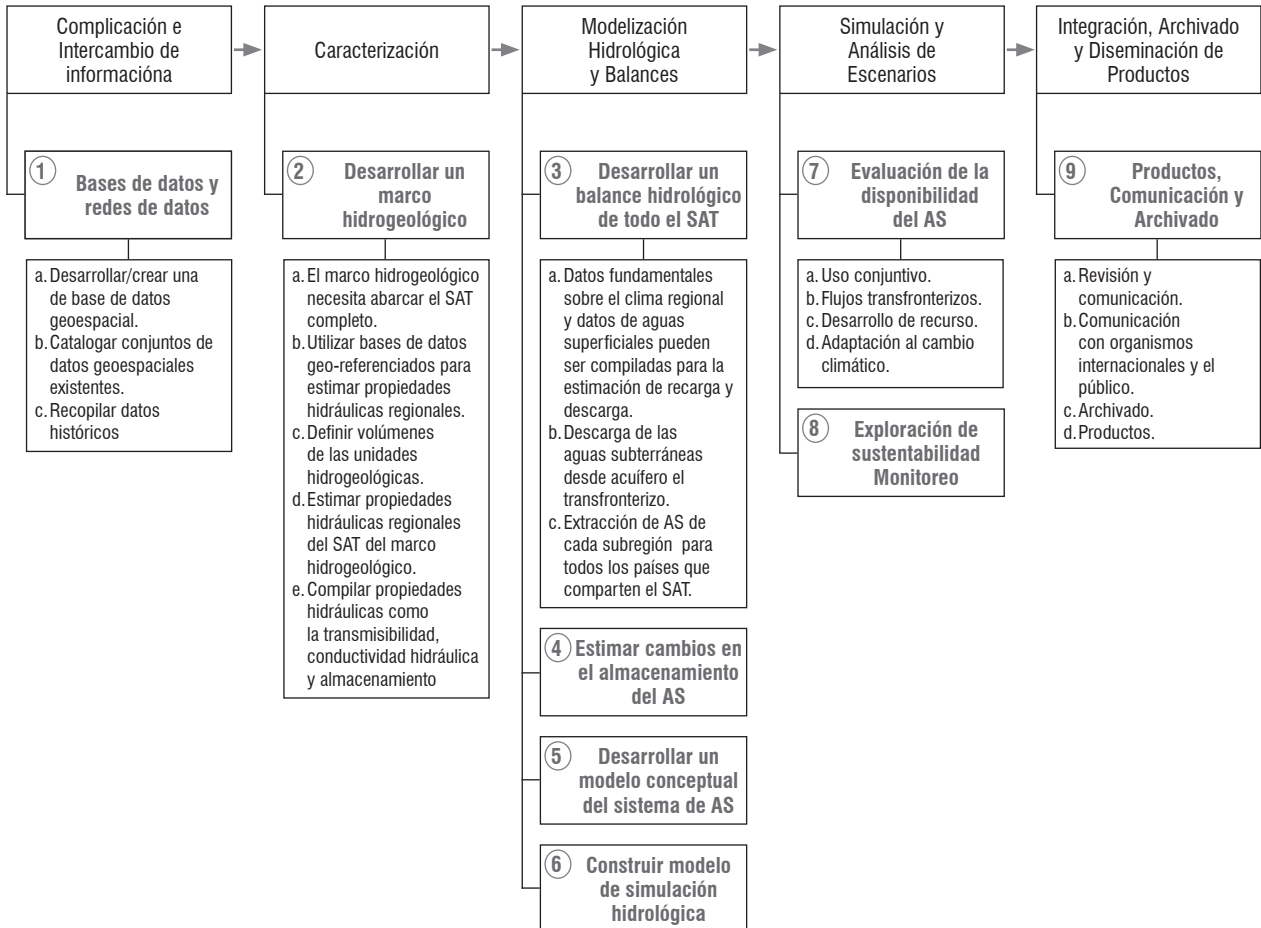 Complicación e
Intercambio de
informacióna
Caracterización
Modelización
Hidrológica
y Balances
Simulación y
Análisis de
Escenarios
Integración, Archivado
y Diseminación de
Productos
1
Bases de datos y
redes de datos
a. Desarrollar/crear una
de base de datos
geoespacial.
b. Catalogar conjuntos de
datos geoespaciales
existentes.
c. Recopilar datos
históricos
2
Desarrollar un
marco
hidrogeológico
a. El marco hidrogeológico
necesita abarcar el SAT
completo.
b. Utilizar bases de datos
geo-referenciados para
estimar propiedades
hidráulicas regionales.
c. Definir volúmenes
de las unidades
hidrogeológicas.
d. Estimar propiedades
hidráulicas regionales
del SAT del marco
hidrogeológico.
e. Compilar propiedades
hidráulicas como
la transmisibilidad,
conductividad hidráulica
y almacenamiento
3
Desarrollar un
balance hidrológico
de todo el SAT
a. Datos fundamentales
sobre el clima regional
y datos de aguas
superficiales pueden
ser compiladas para la
estimación de recarga y
descarga.
b. Descarga de las
aguas subterráneas
desde acuífero el
transfronterizo.
c. Extracción de AS de
cada subregión para
todos los países que
comparten el SAT.
4
Estimar cambios en
el almacenamiento
del AS
5
Desarrollar un
modelo conceptual
del sistema de AS
6
Construir modelo
de simulación
hidrológica
7
Evaluación de la
disponibilidad
del AS
a. Uso conjuntivo.
b. Flujos transfronterizos.
c. Desarrollo de recurso.
d. Adaptación al cambio
climático.
8
Exploración de
sustentabilidad
Monitoreo
9
Productos,
Comunicación y
Archivado
a. Revisión y
comunicación.
b. Comunicación
con organismos
internacionales y el
público.
c. Archivado.
d. Productos.